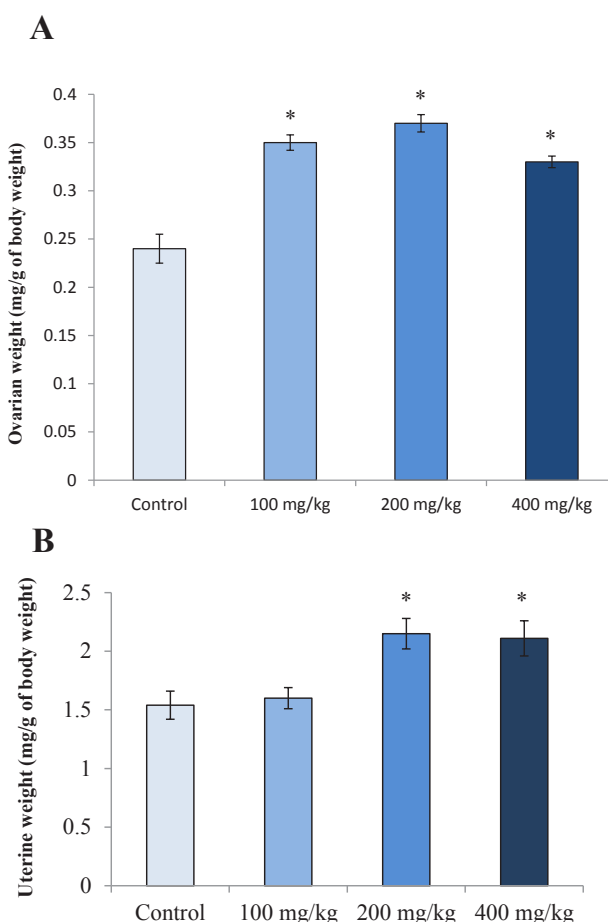 A
Ovarian weight (mg/g of body weight)
0.4
0.35
0.3
0.25
0.2
0.15
0.1
0.05
0
*
*
*
Control
100 mg/kg
200 mg/kg
400 mg/kg
B
Uterine weight (mg/g of body weight)
2.5
2
1.5
1
0.5
0
*
*
Control
100 mg/kg
200 mg/kg
400 mg/kg